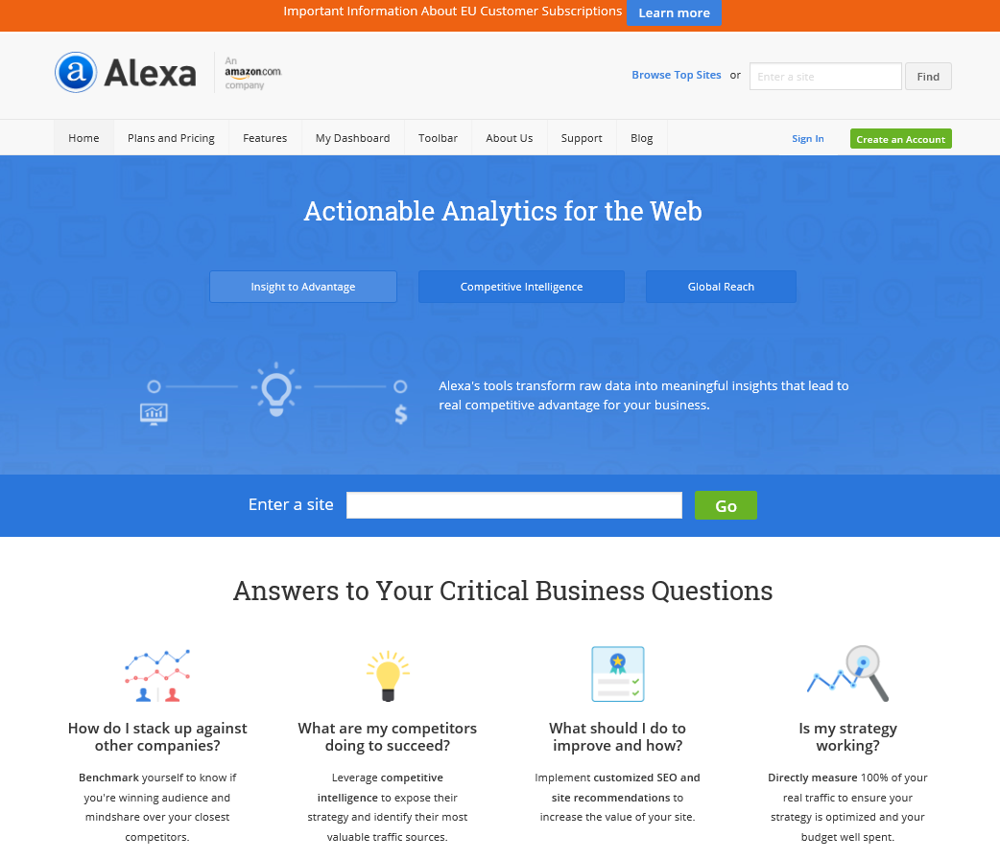 Important Information About EU Customer Subscriptions Learn more
a Alexa
An
amazon.com
company
Browse Top Sites or Enter a site Find
Home Plans and Pricing Features My Dashboard Toolbar About Us Support Blog Sign In Create an Account
Actionable Analytics for the Web
Insight to Advantage Competitive Intelligence Global Reach
Alexa's tools transform raw data into meaningful insights that lead to
real competitive advantage for your business.
$
Enter a site Go
Answers to Your Critical Business Questions
How do I stack up against
other companies?
Benchmark yourself to know if
you're winning audience and
mindshare over your closest
competitors.
What are my competitors
doing to succeed?
Leverage competitive
intelligence to expose their
strategy and identify their most
valuable traffic sources.
What should I do to
improve and how?
Implement customized SEO and
site recommendations to
increase the value of your site.
Is my strategy
working?
Directly measure 100% of your
real traffic to ensure your
strategy is optimized and your
budget well spent.